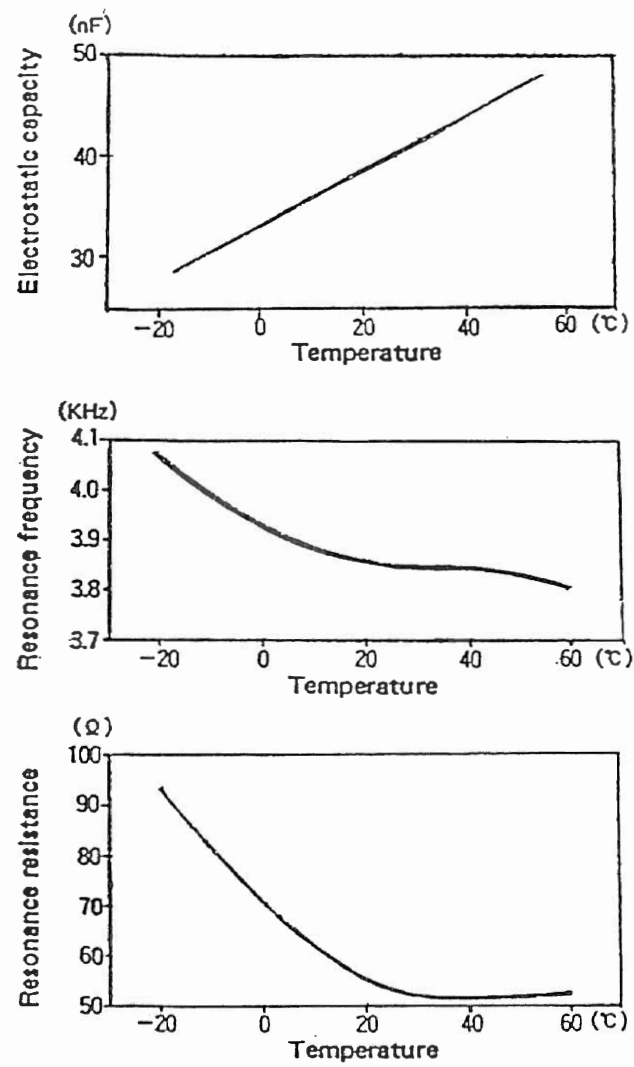 (nF)
Electrostatic capacity
50
40
30
-20 0 20 40 60 (℃)
Temperature
(KHz)
Resonance frequency
4.1
4.0
3.9
3.8
3.7
-20 0 20 40 60 (℃)
Temperature
(Ω)
Resonance resistance
100
90
80
70
60
50
-20 0 20 40 60 (℃)
Temperature